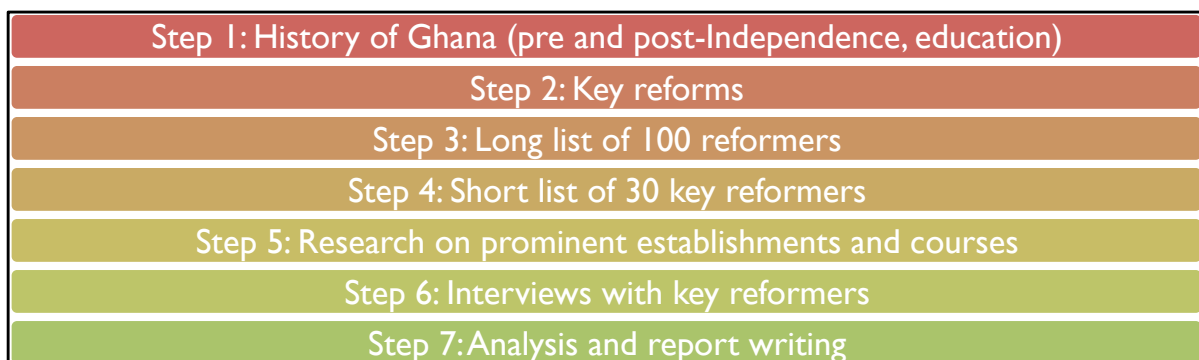 Step 1: History of Ghana (pre and post-Independence, education)
Step 2: Key reforms
Step 3: Long list of 100 reformers
Step 4: Short list of 30 key reformers
Step 5: Research on prominent establishments and courses
Step 6: Interviews with key reformers
Step 7: Analysis and report writing